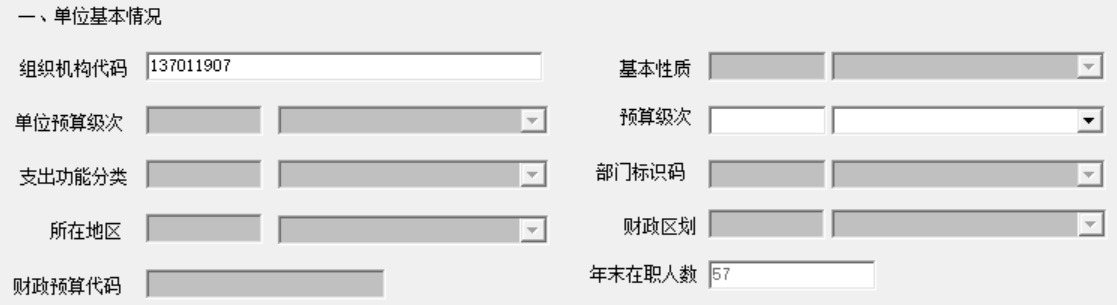 一、单位基本情况
组织机构代码 137011907 基本性质
单位预算级次 预算级次
支出功能分类 部门标识码
所在地区 财政区划
财政预算代码 年末在职人数 57